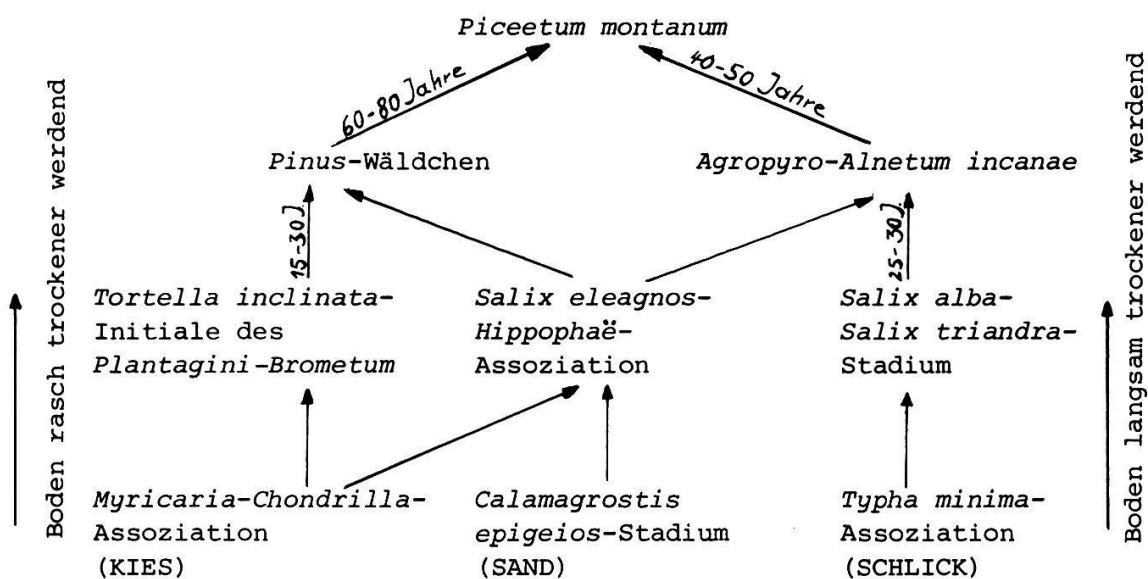 Piceetum montanum
60-80 Jahre
40-50 Jahre
Pinus-Wäldchen
Agropyro-Alnetum incanae
15-30 J.
25-30 J.
Tortella inclinata-
Initiale des
Plantagini-Brometum
Salix eleagnos-
Hippophaë-
Assoziation
Salix alba-
Salix triandra-
Stadium
Myricaria-Chondrilla-
Assoziation
(KIES)
Calamagrostis
epigeios-Stadium
(SAND)
Typha minima-
Assoziation
(SCHLICK)
Boden rasch trockener werdend
Boden langsam trockener werdend